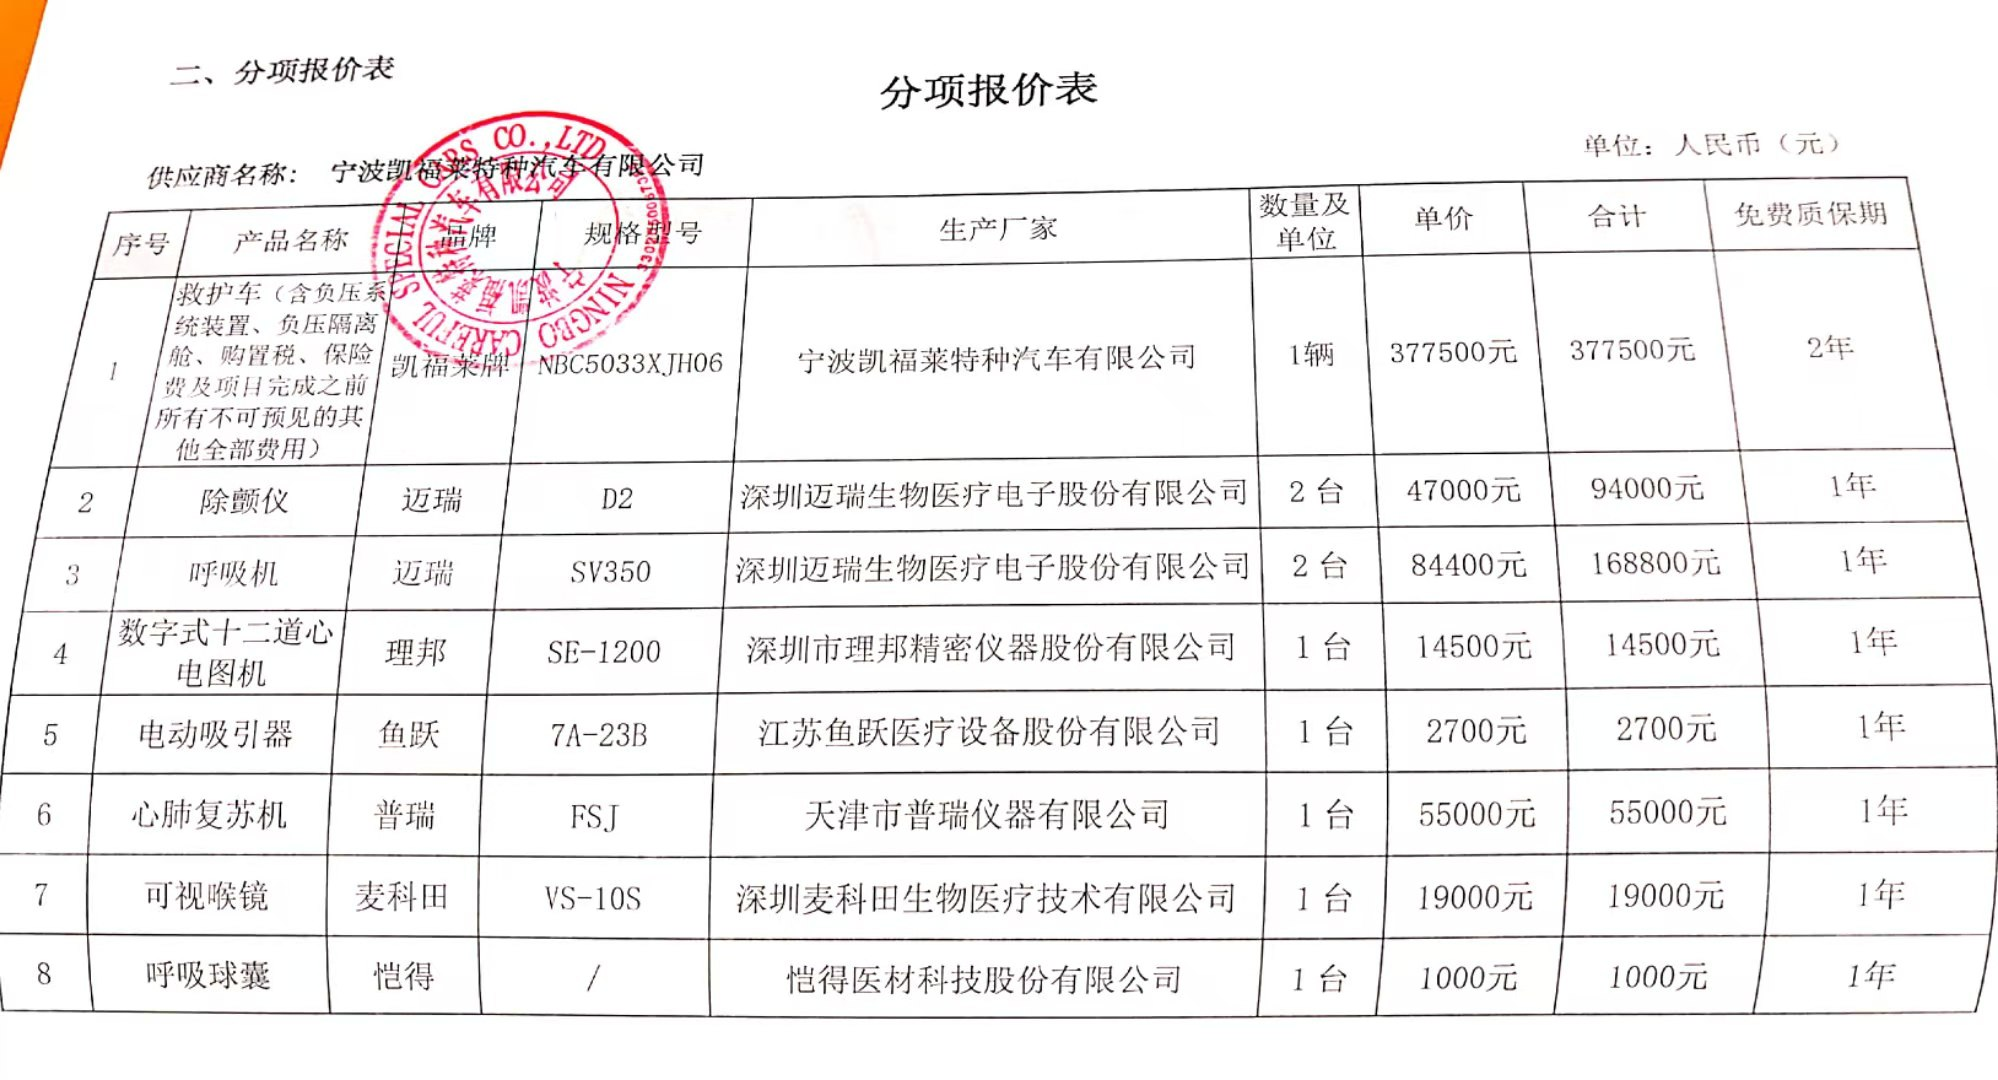 二、分项报价表
分项报价表
供应商名称: 宁波凯福莱特种汽车有限公司
单位：人民币（元）
序号 产品名称 品牌 规格型号 生产厂家 数量及单位 单价 合计 免费质保期
1 救护车（含负压系统装置、负压隔离舱、购置税、保险费及项目完成之前所有不可预见的其他全部费用） 凯福莱牌 NBC5033XJH06 宁波凯福莱特种汽车有限公司 1辆 377500元 377500元 2年
2 除颤仪 迈瑞 D2 深圳迈瑞生物医疗电子股份有限公司 2台 47000元 94000元 1年
3 呼吸机 迈瑞 SV350 深圳迈瑞生物医疗电子股份有限公司 2台 84400元 168800元 1年
4 数字式十二道心电图机 理邦 SE-1200 深圳市理邦精密仪器股份有限公司 1台 14500元 14500元 1年
5 电动吸引器 鱼跃 7A-23B 江苏鱼跃医疗设备股份有限公司 1台 2700元 2700元 1年
6 心肺复苏机 普瑞 FSJ 天津市普瑞仪器有限公司 1台 55000元 55000元 1年
7 可视喉镜 麦科田 VS-10S 深圳麦科田生物医疗技术有限公司 1台 19000元 19000元 1年
8 呼吸球囊 恺得 / 恺得医材科技股份有限公司 1台 1000元 1000元 1年
NINGBO CAREFUL SPECIAL CARS CO.,LTD
宁波凯福莱特种汽车有限公司